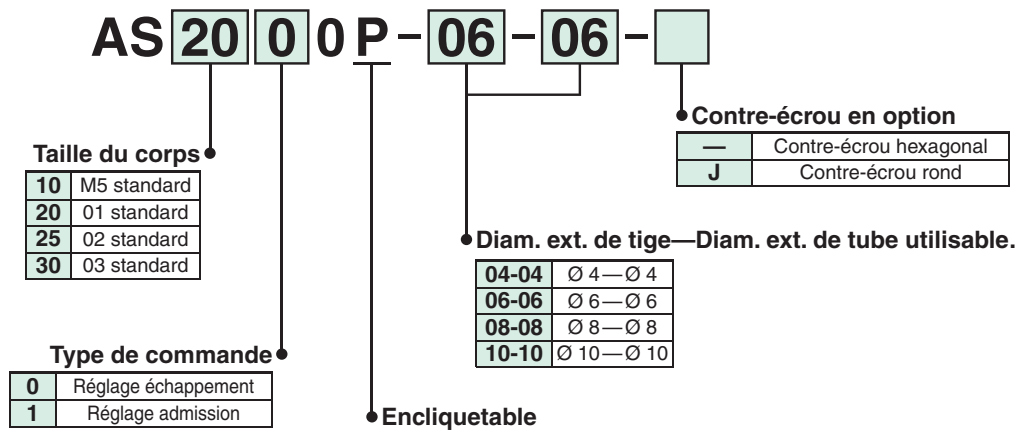 AS 20 0 0 P – 06 – 06 –
Contre-écrou en option
— Contre-écrou hexagonal
J Contre-écrou rond
Taille du corps
10 M5 standard
20 01 standard
25 02 standard
30 03 standard
Diam. ext. de tige—Diam. ext. de tube utilisable.
04-04 Ø 4—Ø 4
06-06 Ø 6—Ø 6
08-08 Ø 8—Ø 8
10-10 Ø 10—Ø 10
Type de commande
0 Réglage échappement
1 Réglage admission
Encliquetable